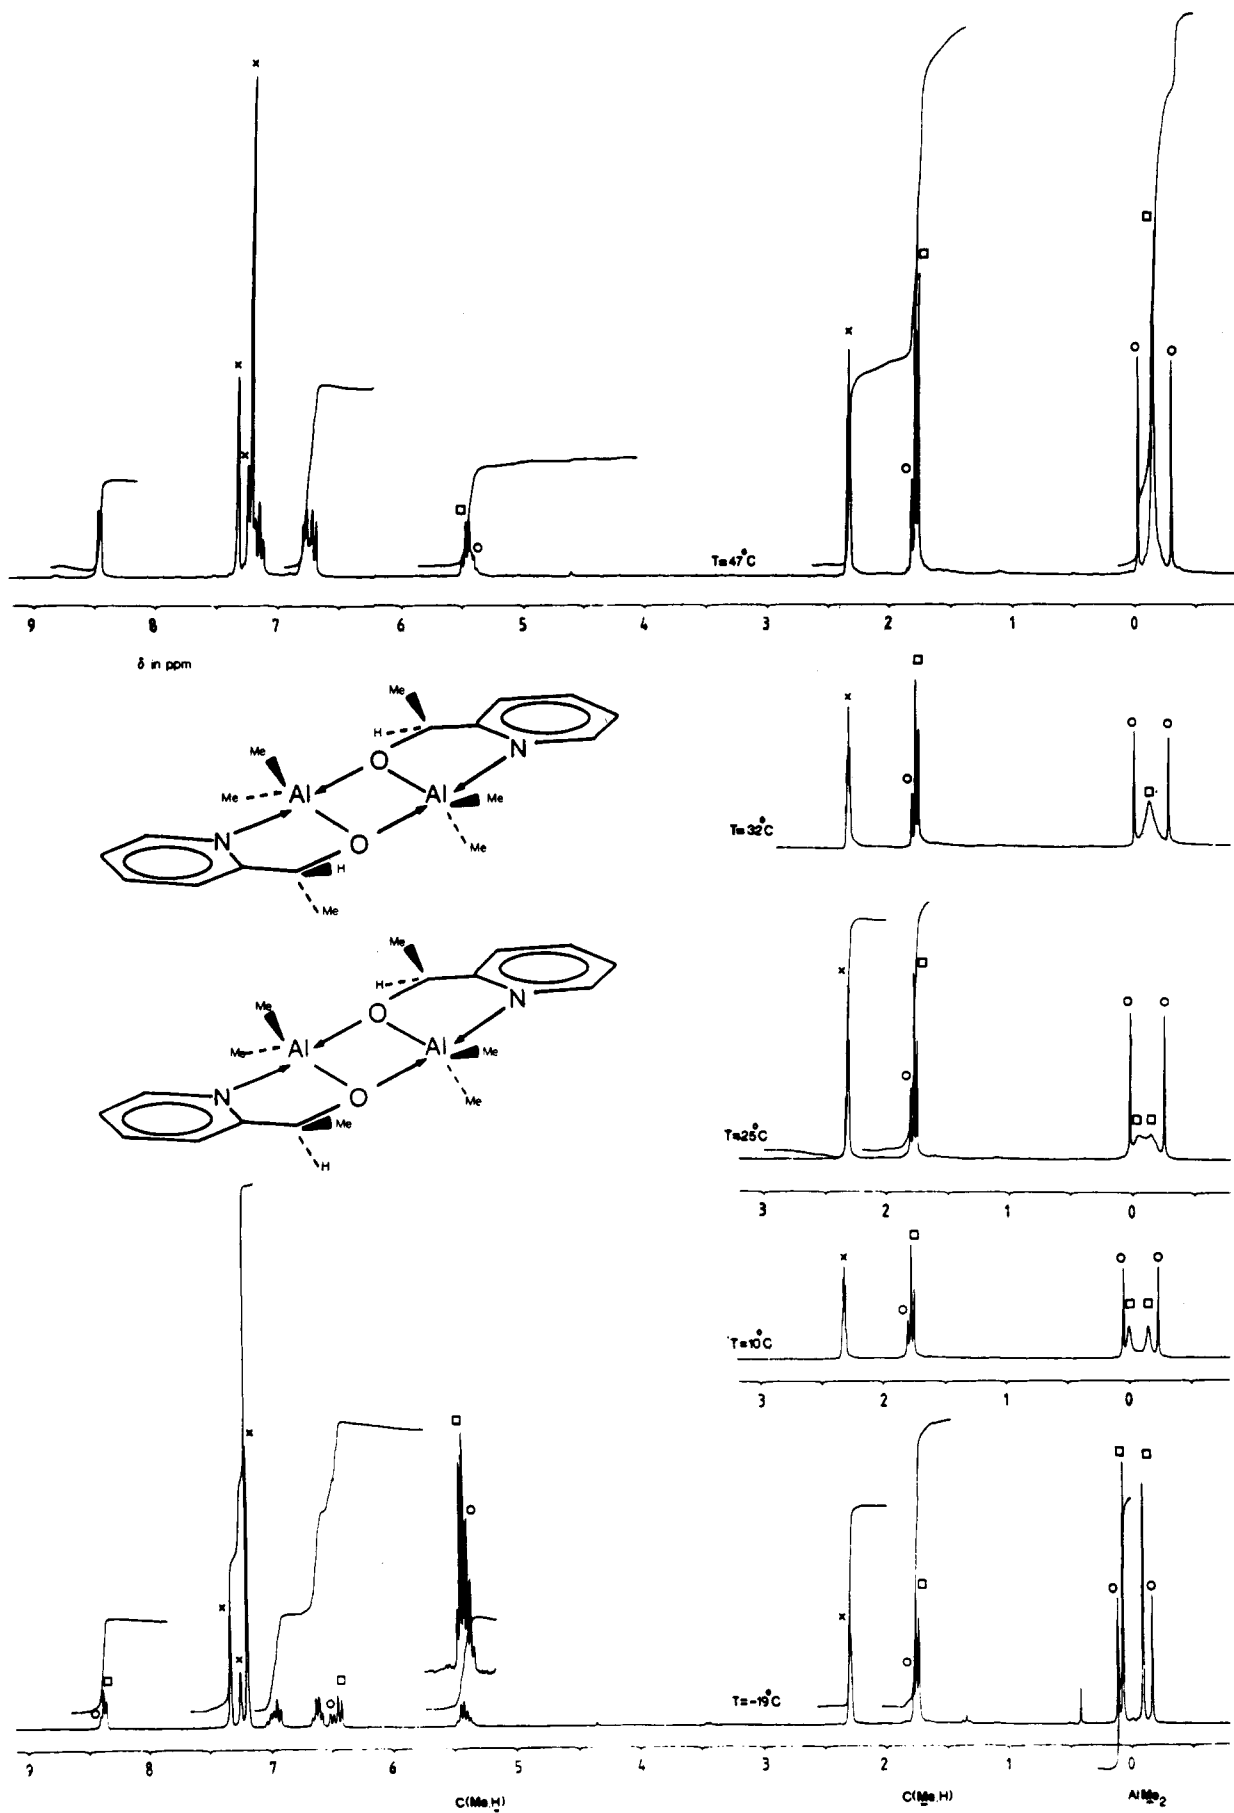 x
x
□
□
x
x
□
○
○
x
○
□
○
T=47°C
9 8 7 6 5 4 3 2 1 0
δ in ppm
Me
H
N
O
Me
Me
Al
Al
Me
Me
N
O
H
Me
□
x
○
○
○
□
T=32°C
Me
H
N
O
Me
Me
Al
Al
Me
Me
N
O
Me
H
□
x
○
○
○
□ □
T=25°C
3 2 1 0
□
x
○
○
○
□ □
T=10°C
3 2 1 0
□
x
○
x
x
□
○
□
○
□ □
□
x
○
○
○
T=-19°C
9 8 7 6 5 4 3 2 1 0
C(Me,H)
C(Me,H)
AlMe₂